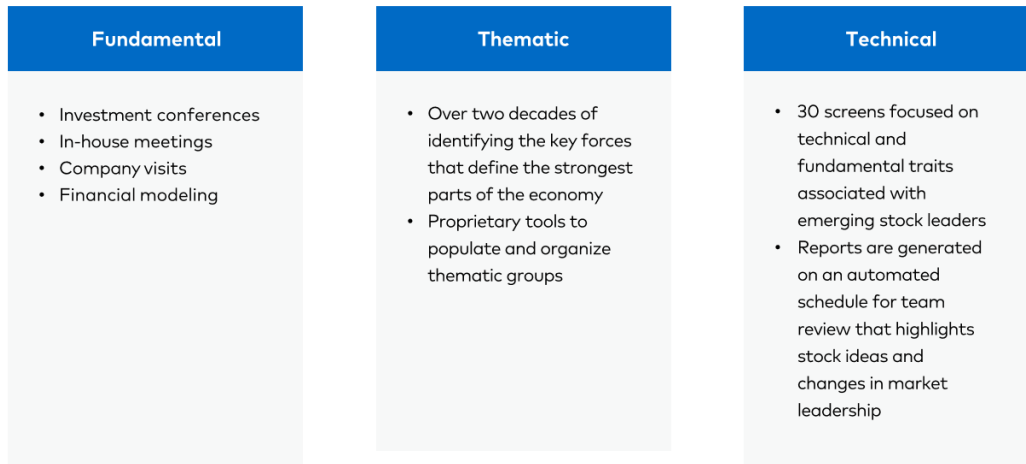 Fundamental
• Investment conferences
• In-house meetings
• Company visits
• Financial modeling
Thematic
• Over two decades of
identifying the key forces
that define the strongest
parts of the economy
• Proprietary tools to
populate and organize
thematic groups
Technical
• 30 screens focused on
technical and
fundamental traits
associated with
emerging stock leaders
• Reports are generated
on an automated
schedule for team
review that highlights
stock ideas and
changes in market
leadership